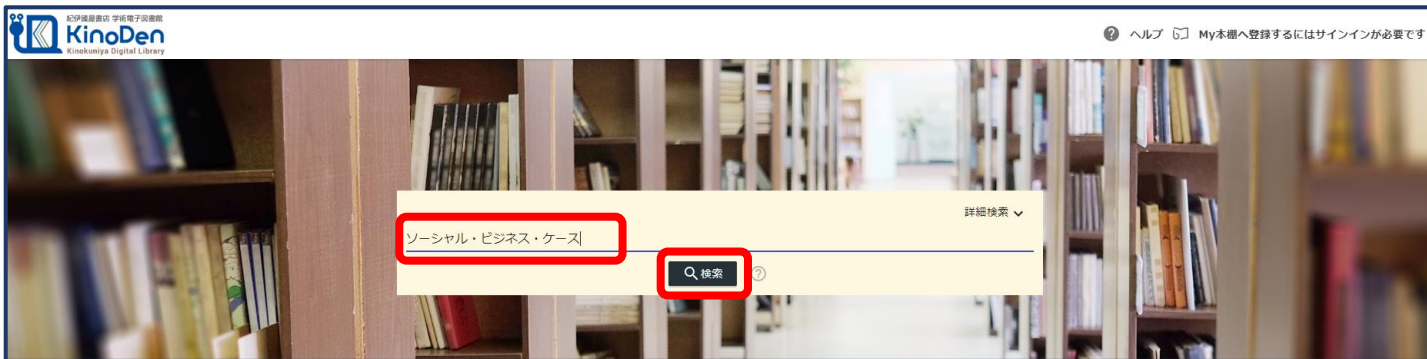 紀伊國屋書店 学術電子図書館
KinoDen
Kinokuniya Digital Library
? ヘルプ My本棚へ登録するにはサインインが必要です
詳細検索
ソーシャル・ビジネス・ケース
検索 ?